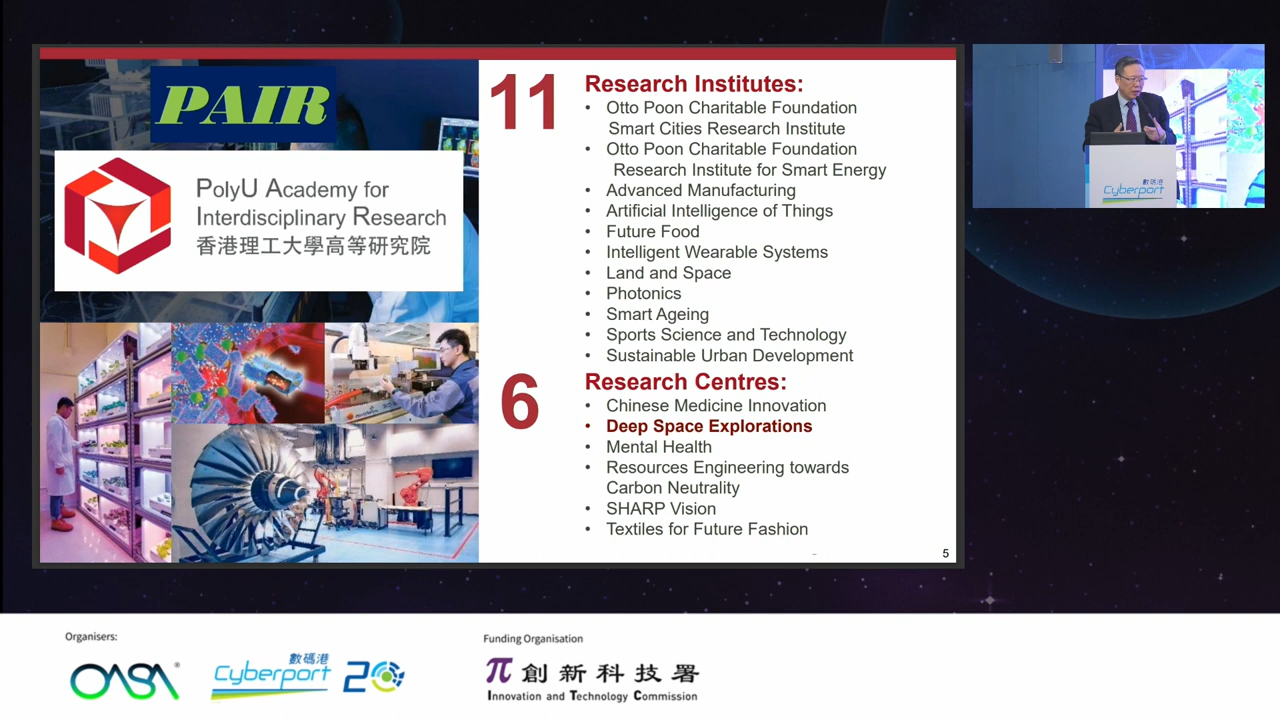 PAIR
PolyU Academy for
Interdisciplinary Research
香港理工大學高等研究院
11
Research Institutes:
• Otto Poon Charitable Foundation
Smart Cities Research Institute
• Otto Poon Charitable Foundation
Research Institute for Smart Energy
• Advanced Manufacturing
• Artificial Intelligence of Things
• Future Food
• Intelligent Wearable Systems
• Land and Space
• Photonics
• Smart Ageing
• Sports Science and Technology
• Sustainable Urban Development
6
Research Centres:
• Chinese Medicine Innovation
• Deep Space Explorations
• Mental Health
• Resources Engineering towards
Carbon Neutrality
• SHARP Vision
• Textiles for Future Fashion
5
數碼港
Cyberport
Organisers:
OASA®
數碼港
Cyberport
20
Funding Organisation
創新科技署
Innovation and Technology Commission